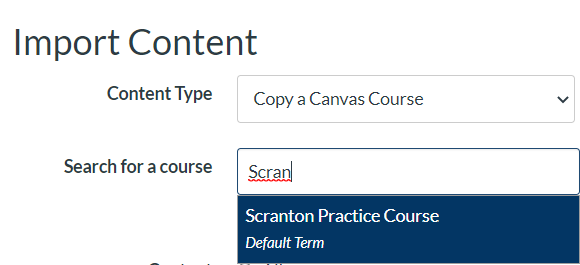 Import Content
Content Type
Copy a Canvas Course
Search for a course
Scran
Scranton Practice Course
Default Term